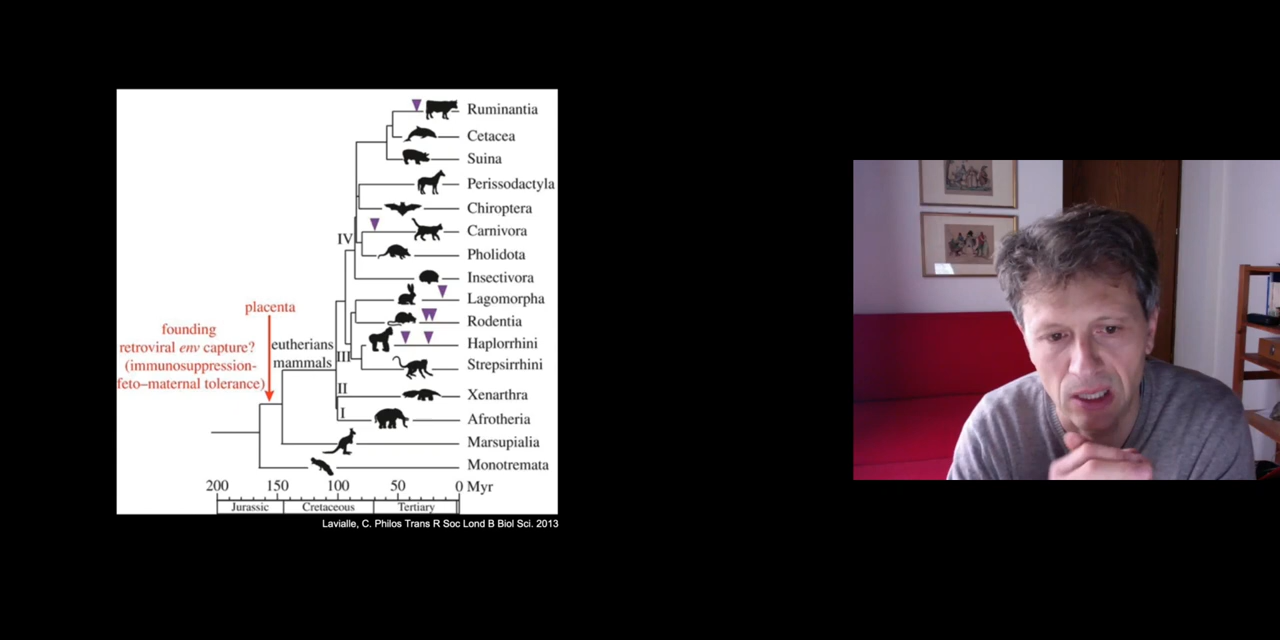 Ruminantia
Cetacea
Suina
Perissodactyla
Chiroptera
IV
Carnivora
Pholidota
Insectivora
Lagomorpha
placenta
Rodentia
founding
retroviral env capture?
(immunosuppression-
feto–maternal tolerance)
eutherians
mammals
III
Haplorrhini
Strepsirrhini
II
Xenarthra
I
Afrotheria
Marsupialia
Monotremata
200 150 100 50 0 Myr
Jurassic Cretaceous Tertiary
Lavialle, C. Philos Trans R Soc Lond B Biol Sci. 2013